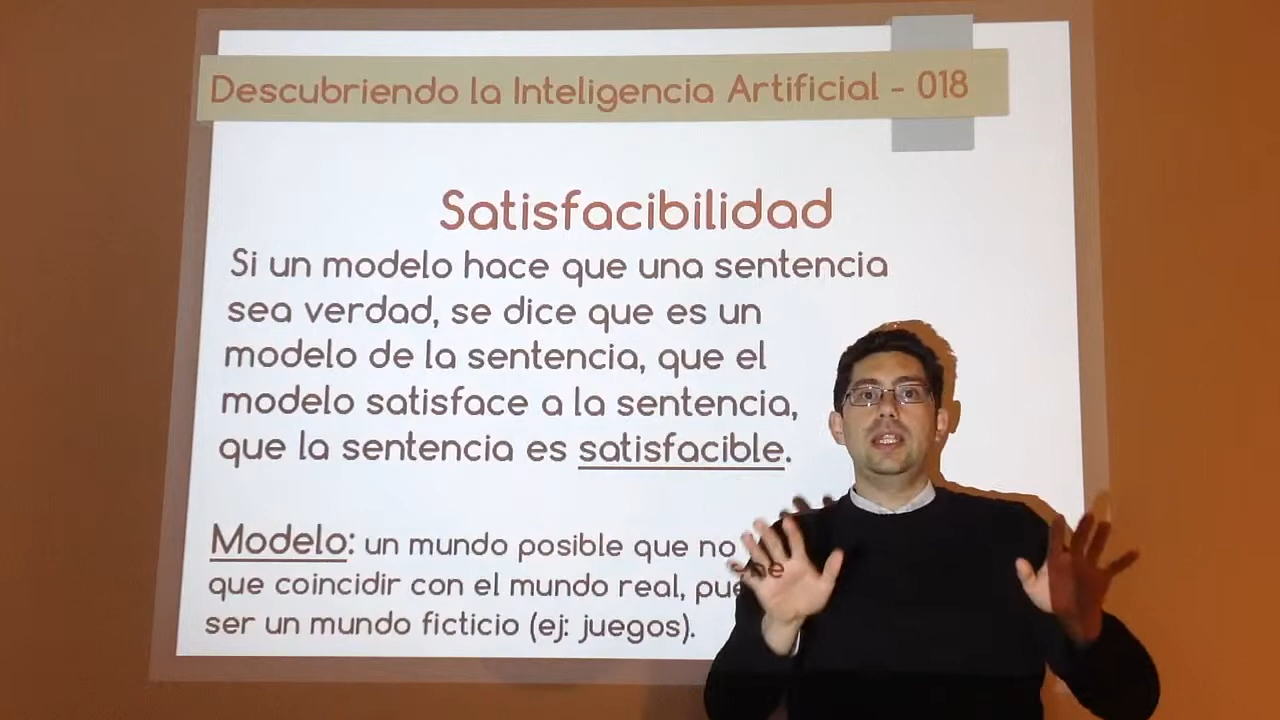 Descubriendo la Inteligencia Artificial - 018
Satisfacibilidad
Si un modelo hace que una sentencia
sea verdad, se dice que es un
modelo de la sentencia, que el
modelo satisface a la sentencia,
que la sentencia es satisfacible.
Modelo: un mundo posible que no
que coincidir con el mundo real,
ser un mundo ficticio (ej: juegos).